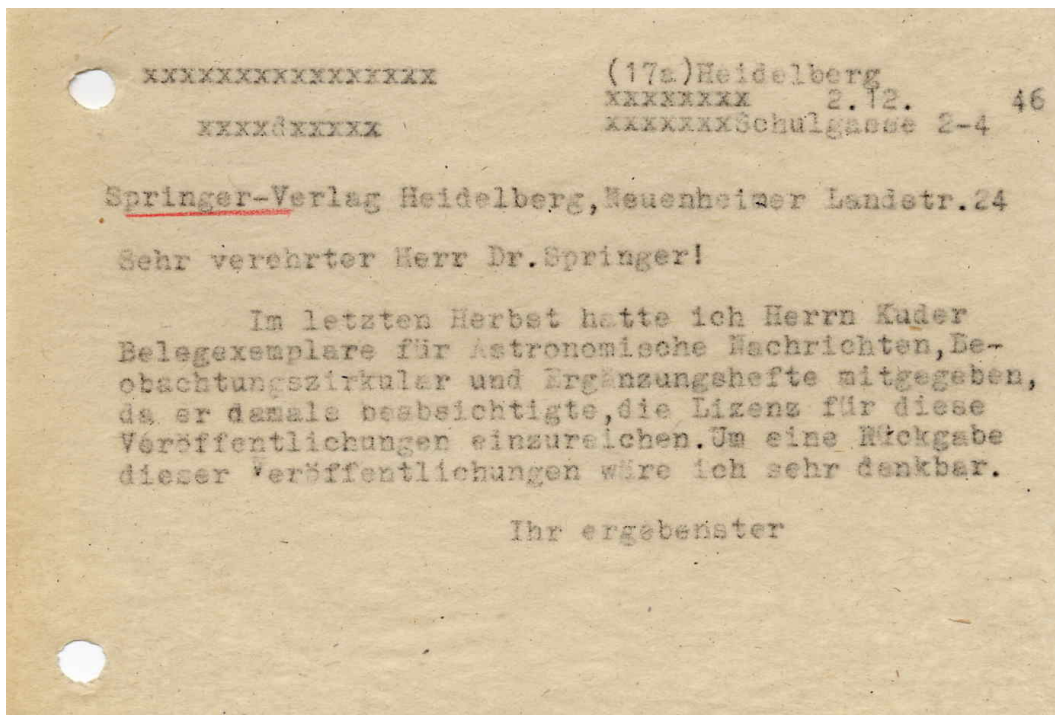 xxxxxxxxxxxxxxxx (17a)Heidelberg
xxxxxxxx 2.12. 46
xxxxdxxxxx xxxxxxxSchulgasse 2-4
Springer-Verlag Heidelberg,Neuenheimer Landstr.24
Sehr verehrter Herr Dr.Springer!
Im letzten Herbst hatte ich Herrn Kuder
Belegexemplare für Astronomische Nachrichten,Be-
obachtungszirkular und Ergänzungshefte mitgegeben,
da er damals beabsichtigte,die Lizenz für diese
Veröffentlichungen einzureichen.Um eine Rückgabe
dieser Veröffentlichungen wäre ich sehr dankbar.
Ihr ergebenster